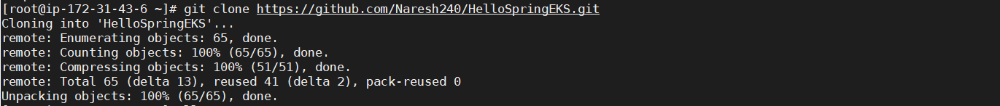 [root@ip-172-31-43-6 ~]# git clone https://github.com/Naresh240/HelloSpringEKS.git
Cloning into 'HelloSpringEKS'...
remote: Enumerating objects: 65, done.
remote: Counting objects: 100% (65/65), done.
remote: Compressing objects: 100% (51/51), done.
remote: Total 65 (delta 13), reused 41 (delta 2), pack-reused 0
Unpacking objects: 100% (65/65), done.